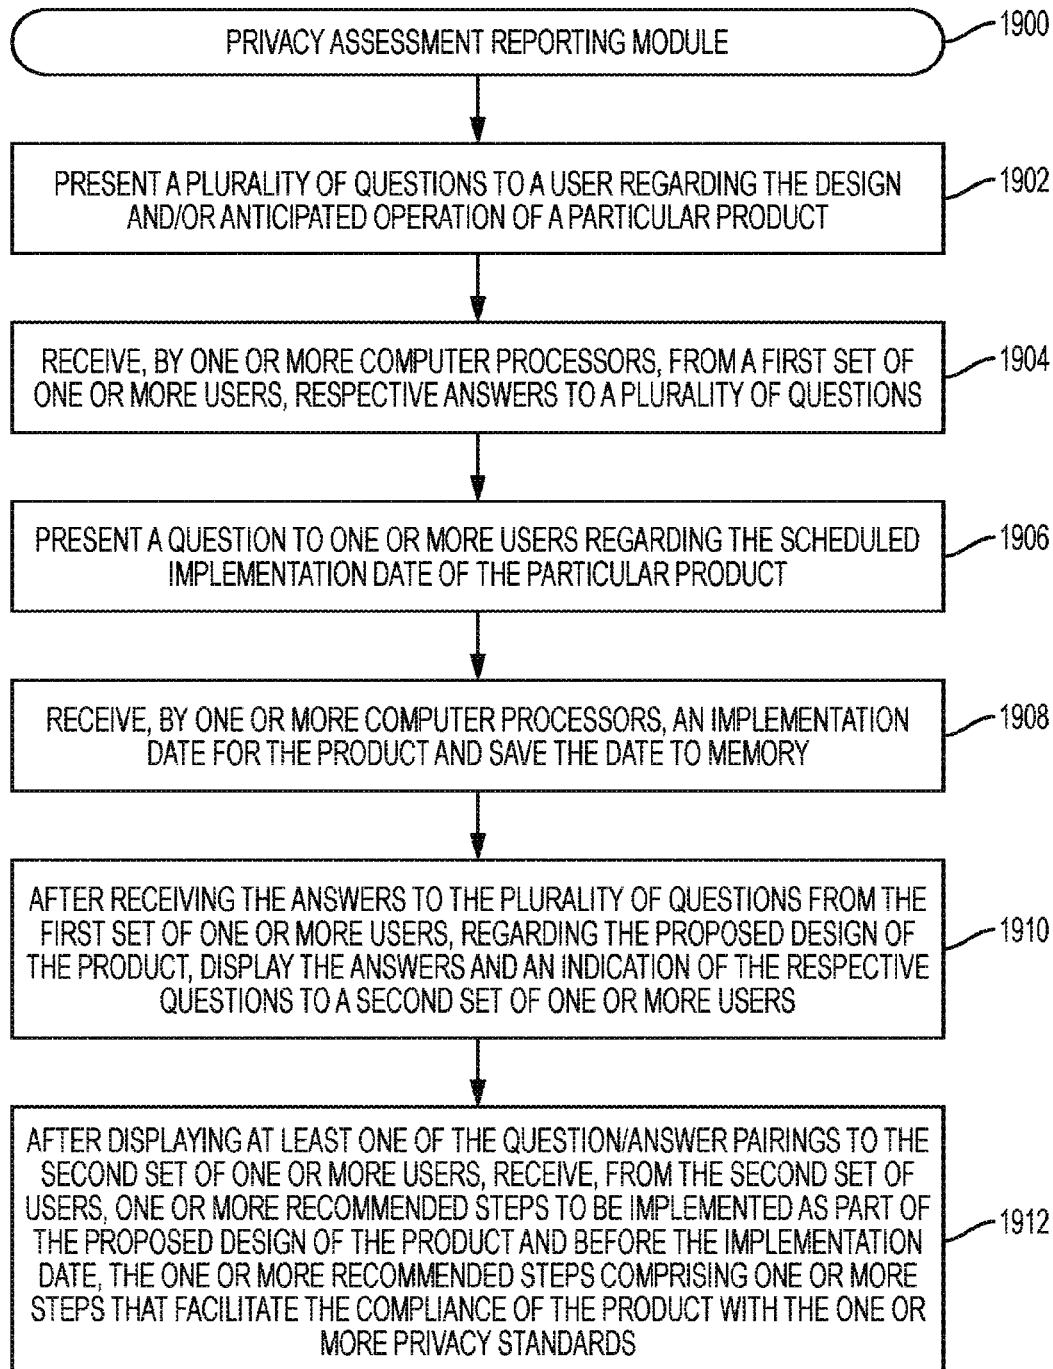 PRIVACY ASSESSMENT REPORTING MODULE
1900
PRESENT A PLURALITY OF QUESTIONS TO A USER REGARDING THE DESIGN
AND/OR ANTICIPATED OPERATION OF A PARTICULAR PRODUCT
1902
RECEIVE, BY ONE OR MORE COMPUTER PROCESSORS, FROM A FIRST SET OF
ONE OR MORE USERS, RESPECTIVE ANSWERS TO A PLURALITY OF QUESTIONS
1904
PRESENT A QUESTION TO ONE OR MORE USERS REGARDING THE SCHEDULED
IMPLEMENTATION DATE OF THE PARTICULAR PRODUCT
1906
RECEIVE, BY ONE OR MORE COMPUTER PROCESSORS, AN IMPLEMENTATION
DATE FOR THE PRODUCT AND SAVE THE DATE TO MEMORY
1908
AFTER RECEIVING THE ANSWERS TO THE PLURALITY OF QUESTIONS FROM THE
FIRST SET OF ONE OR MORE USERS, REGARDING THE PROPOSED DESIGN OF
THE PRODUCT, DISPLAY THE ANSWERS AND AN INDICATION OF THE RESPECTIVE
QUESTIONS TO A SECOND SET OF ONE OR MORE USERS
1910
AFTER DISPLAYING AT LEAST ONE OF THE QUESTION/ANSWER PAIRINGS TO THE
SECOND SET OF ONE OR MORE USERS, RECEIVE, FROM THE SECOND SET OF
USERS, ONE OR MORE RECOMMENDED STEPS TO BE IMPLEMENTED AS PART OF
THE PROPOSED DESIGN OF THE PRODUCT AND BEFORE THE IMPLEMENTATION
DATE, THE ONE OR MORE RECOMMENDED STEPS COMPRISING ONE OR MORE
STEPS THAT FACILITATE THE COMPLIANCE OF THE PRODUCT WITH THE ONE OR
MORE PRIVACY STANDARDS
1912